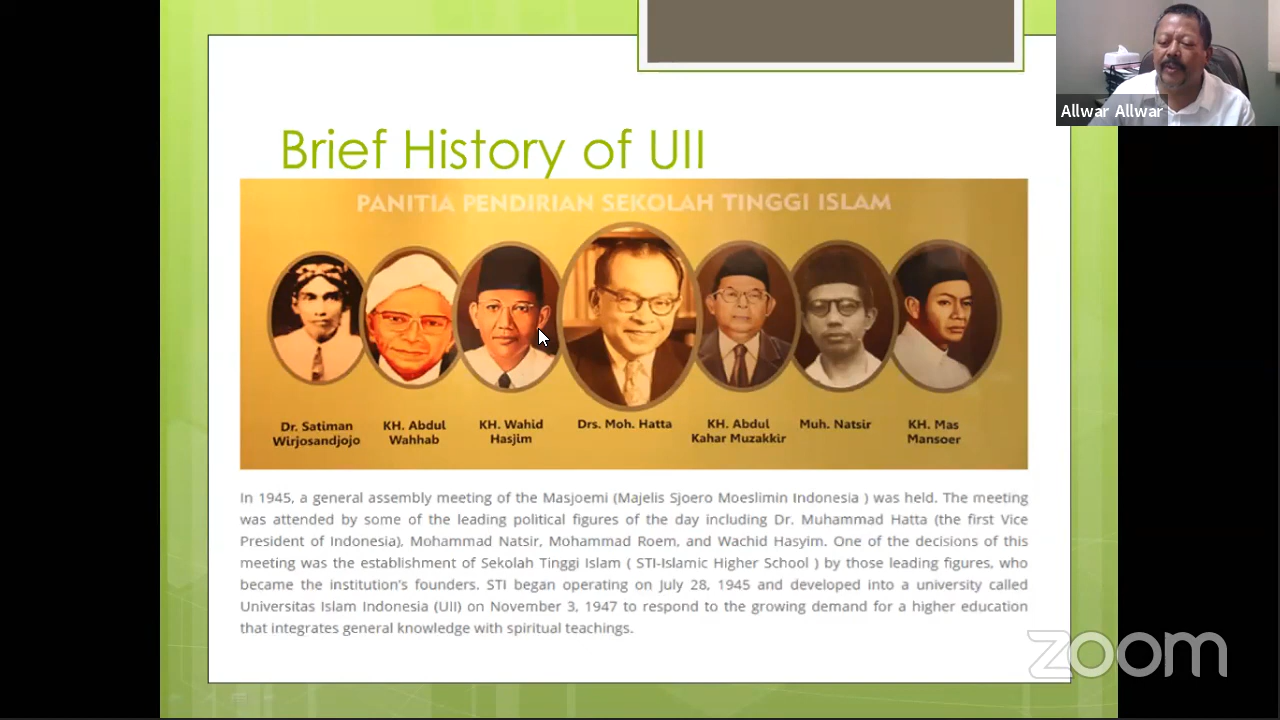 Allwar Allwar
Brief History of UII
PANITIA PENDIRIAN SEKOLAH TINGGI ISLAM
Dr. Satiman
Wirjosandjojo
KH. Abdul
Wahhab
KH. Wahid
Hasjim
Drs. Moh. Hatta
KH. Abdul
Kahar Muzakkir
Muh. Natsir
KH. Mas
Mansoer
In 1945, a general assembly meeting of the Masjoemi (Majelis Sjoero Moeslimin Indonesia ) was held. The meeting
was attended by some of the leading political figures of the day including Dr. Muhammad Hatta (the first Vice
President of Indonesia), Mohammad Natsir, Mohammad Roem, and Wachid Hasyim. One of the decisions of this
meeting was the establishment of Sekolah Tinggi Islam ( STI-Islamic Higher School ) by those leading figures, who
became the institution's founders. STI began operating on July 28, 1945 and developed into a university called
Universitas Islam Indonesia (UII) on November 3, 1947 to respond to the growing demand for a higher education
that integrates general knowledge with spiritual teachings.
zoom